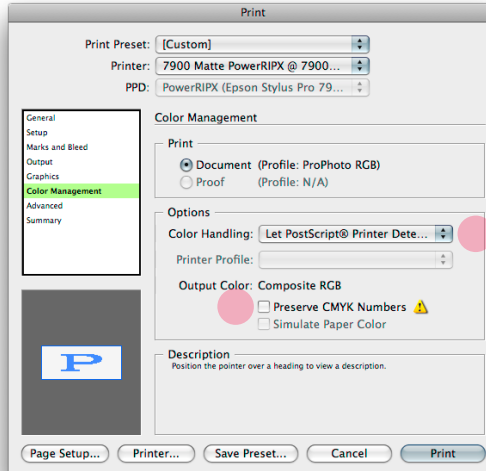 Print
Print Preset: [Custom]
Printer: 7900 Matte PowerRIPX @ 7900...
PPD: PowerRIPX (Epson Stylus Pro 79...
General
Setup
Marks and Bleed
Output
Graphics
Color Management
Advanced
Summary
Color Management
Print
Document (Profile: ProPhoto RGB)
Proof (Profile: N/A)
Options
Color Handling: Let PostScript® Printer Dete...
Printer Profile:
Output Color: Composite RGB
Preserve CMYK Numbers
Simulate Paper Color
P
Description
Position the pointer over a heading to view a description.
Page Setup... Printer... Save Preset... Cancel Print